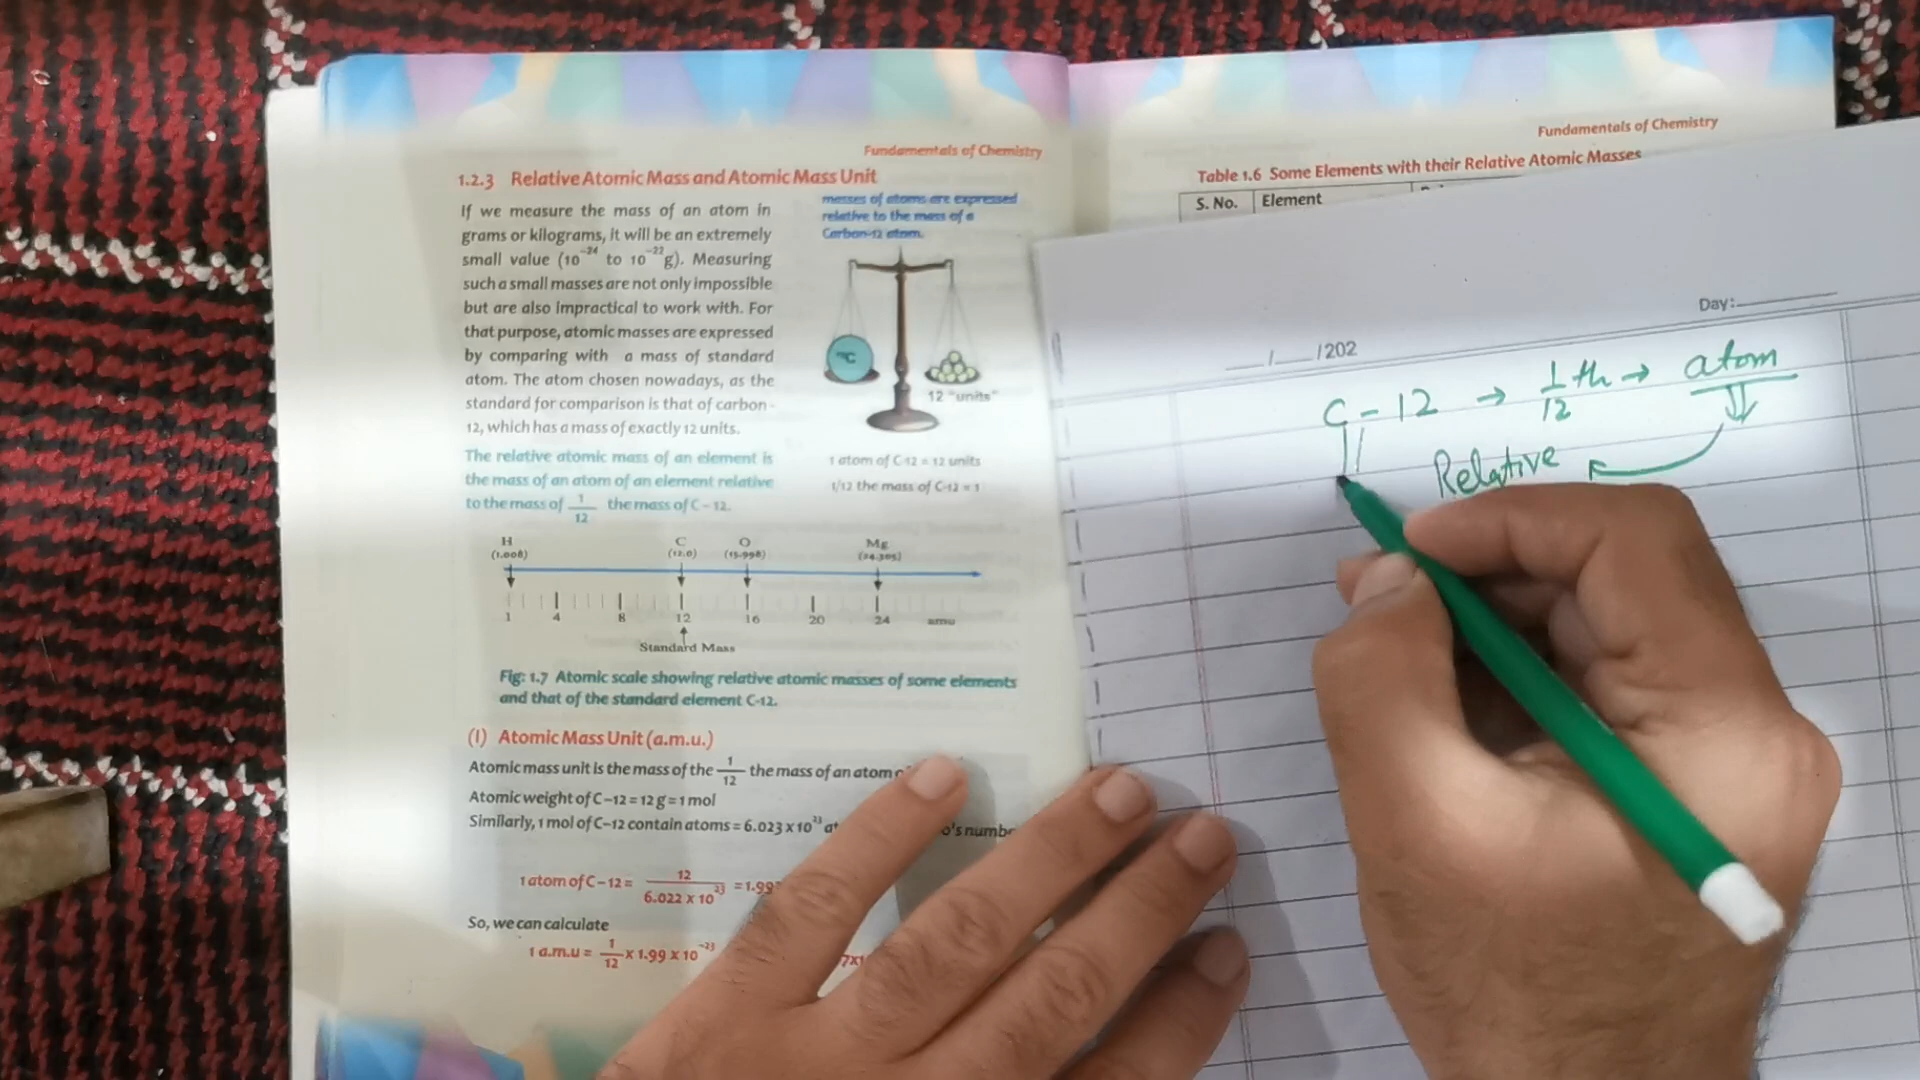 Fundamentals of Chemistry
1.2.3 Relative Atomic Mass and Atomic Mass Unit
If we measure the mass of an atom in
grams or kilograms, it will be an extremely
small value (10⁻²⁴ to 10⁻²²g). Measuring
such a small masses are not only impossible
but are also impractical to work with. For
that purpose, atomic masses are expressed
by comparing with a mass of standard
atom. The atom chosen nowadays, as the
standard for comparison is that of carbon -
12, which has a mass of exactly 12 units.
The relative atomic mass of an element is
the mass of an atom of an element relative
to the mass of 1/12 the mass of C – 12.
masses of atoms are expressed
relative to the mass of a
Carbon-12 atom.
¹²C
12 "units"
1 atom of C-12 = 12 units
1/12 the mass of C-12 = 1
H C O Mg
(1.008) (12.0) (15.998) (24.305)
1 4 8 12 16 20 24 amu
Standard Mass
Fig: 1.7 Atomic scale showing relative atomic masses of some elements
and that of the standard element C-12.
(I) Atomic Mass Unit (a.m.u.)
Atomic mass unit is the mass of the 1/12 the mass of an atom
Atomic weight of C–12 = 12 g = 1 mol
Similarly, 1 mol of C–12 contain atoms = 6.023 x 10²³ o's numbe
1 atom of C – 12 = 12 / 6.022 x 10²³ = 1.99
So, we can calculate
1 a.m.u = 1/12 x 1.99 x 10⁻²³
Fundamentals of Chemistry
Table 1.6 Some Elements with their Relative Atomic Masses
S. No. Element
Day:
/ /202
C - 12 → 1/12 th → atom
Relative